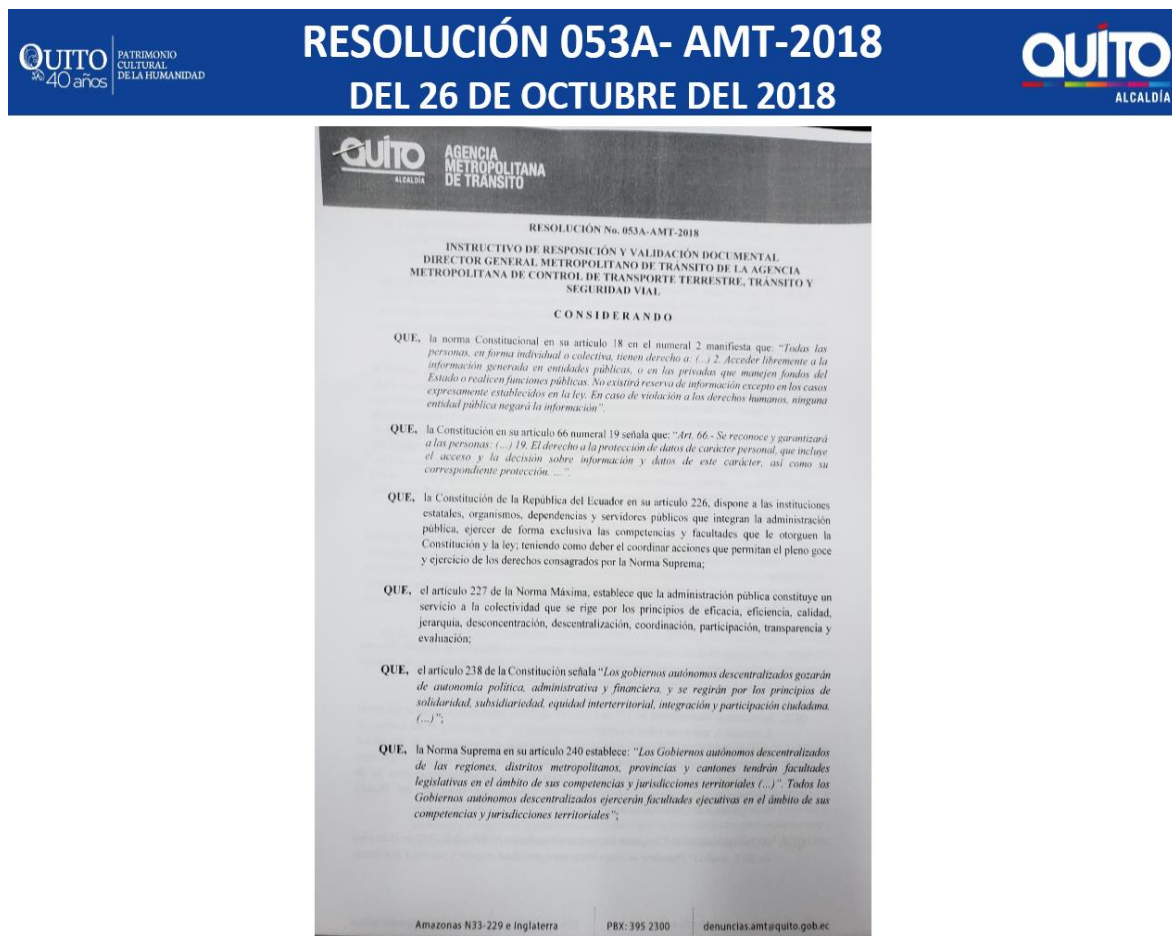 QUITO
40 años
PATRIMONIO
CULTURAL
DE LA HUMANIDAD
RESOLUCIÓN 053A- AMT-2018
DEL 26 DE OCTUBRE DEL 2018
QUITO
ALCALDÍA
QUITO
ALCALDÍA
AGENCIA
METROPOLITANA
DE TRÁNSITO
RESOLUCIÓN No. 053A-AMT-2018
INSTRUCTIVO DE RESPOSICIÓN Y VALIDACIÓN DOCUMENTAL
DIRECTOR GENERAL METROPOLITANO DE TRÁNSITO DE LA AGENCIA
METROPOLITANA DE CONTROL DE TRANSPORTE TERRESTRE, TRÁNSITO Y
SEGURIDAD VIAL
CONSIDERANDO
QUE, la norma Constitucional en su artículo 18 en el numeral 2 manifiesta que: "Todas las
personas, en forma individual o colectiva, tienen derecho a: (...) 2. Acceder libremente a la
información generada en entidades públicas, o en las privadas que manejen fondos del
Estado o realicen funciones públicas. No existirá reserva de información excepto en los casos
expresamente establecidos en la ley. En caso de violación a los derechos humanos, ninguna
entidad pública negará la información".
QUE, la Constitución en su artículo 66 numeral 19 señala que: "Art. 66.- Se reconoce y garantizará
a las personas: (...) 19. El derecho a la protección de datos de carácter personal, que incluye
el acceso y la decisión sobre información y datos de este carácter, así como su
correspondiente protección. ... ".
QUE, la Constitución de la República del Ecuador en su artículo 226, dispone a las instituciones
estatales, organismos, dependencias y servidores públicos que integran la administración
pública, ejercer de forma exclusiva las competencias y facultades que le otorguen la
Constitución y la ley; teniendo como deber el coordinar acciones que permitan el pleno goce
y ejercicio de los derechos consagrados por la Norma Suprema;
QUE, el artículo 227 de la Norma Máxima, establece que la administración pública constituye un
servicio a la colectividad que se rige por los principios de eficacia, eficiencia, calidad,
jerarquía, desconcentración, descentralización, coordinación, participación, transparencia y
evaluación;
QUE, el artículo 238 de la Constitución señala "Los gobiernos autónomos descentralizados gozarán
de autonomía política, administrativa y financiera, y se regirán por los principios de
solidaridad, subsidiariedad, equidad interterritorial, integración y participación ciudadana.
(...)";
QUE, la Norma Suprema en su artículo 240 establece: "Los Gobiernos autónomos descentralizados
de las regiones, distritos metropolitanos, provincias y cantones tendrán facultades
legislativas en el ámbito de sus competencias y jurisdicciones territoriales (...)". Todos los
Gobiernos autónomos descentralizados ejercerán facultades ejecutivas en el ámbito de sus
competencias y jurisdicciones territoriales";
Amazonas N33-229 e Inglaterra PBX: 395 2300 denuncias.amt@quito.gob.ec